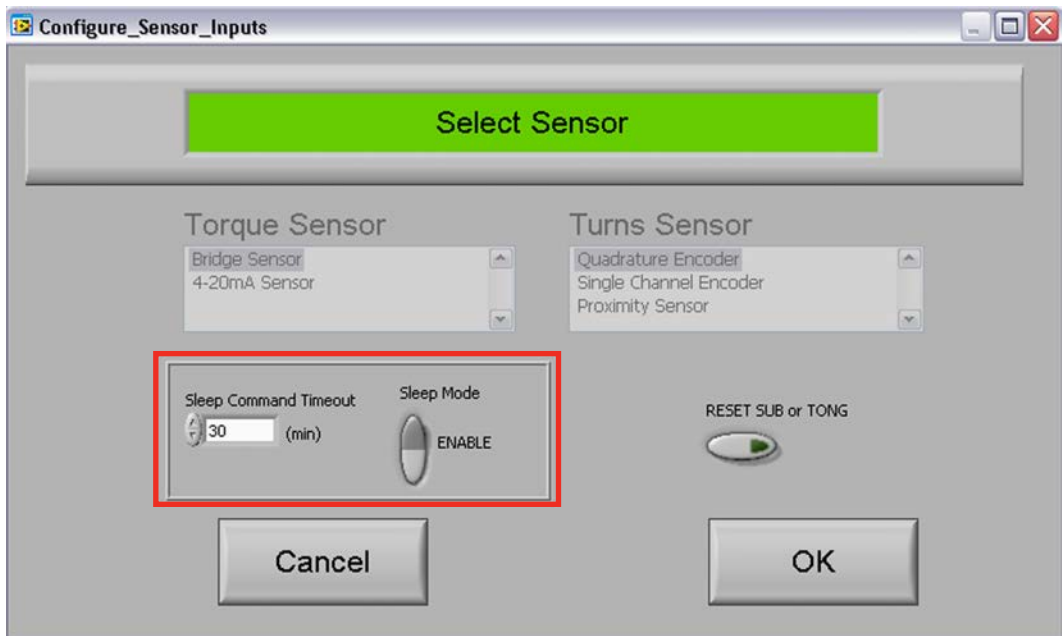 Configure_Sensor_Inputs
Select Sensor
Torque Sensor
Bridge Sensor
4-20mA Sensor
Turns Sensor
Quadrature Encoder
Single Channel Encoder
Proximity Sensor
Sleep Command Timeout
30 (min)
Sleep Mode
ENABLE
RESET SUB or TONG
Cancel
OK